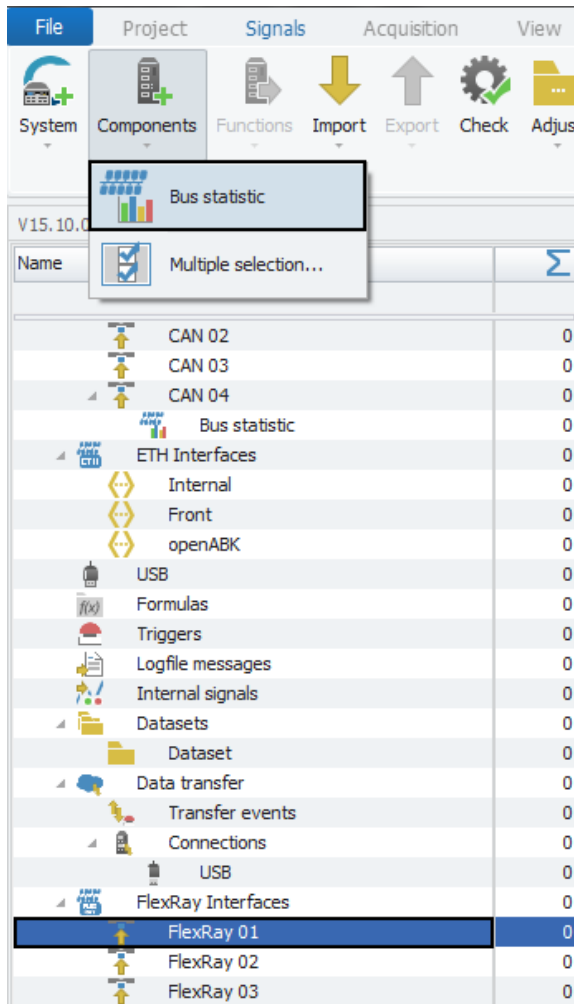 File Project Signals Acquisition View
System Components Functions Import Export Check Adjus
Bus statistic
V15.10.0
Multiple selection...
Name Σ
CAN 02 0
CAN 03 0
CAN 04 0
Bus statistic 0
ETH Interfaces 0
Internal 0
Front 0
openABK 0
USB 0
f(x) Formulas 0
Triggers 0
Logfile messages 0
Internal signals 0
Datasets 0
Dataset 0
Data transfer 0
Transfer events 0
Connections 0
USB 0
FlexRay Interfaces 0
FlexRay 01 0
FlexRay 02 0
FlexRay 03 0